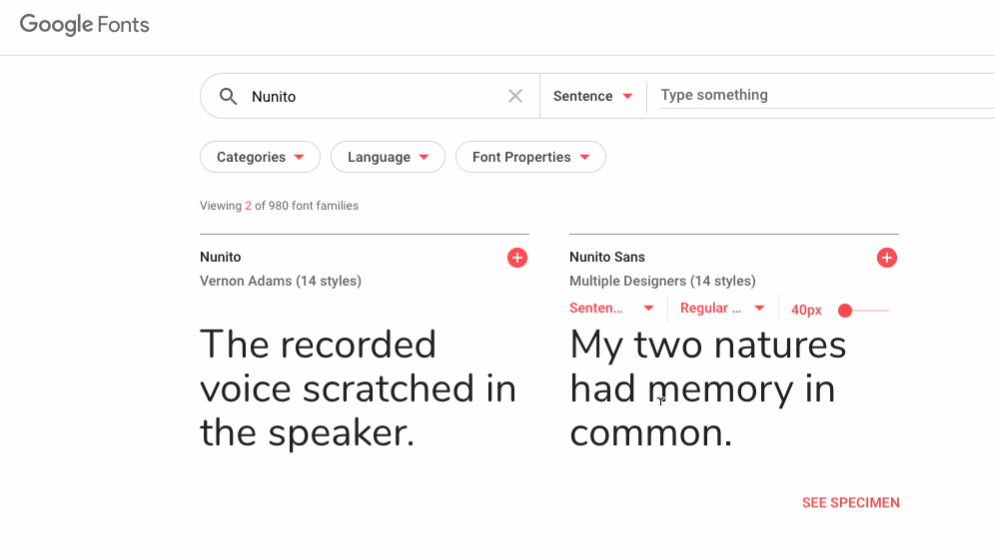 Google Fonts
Nunito
Sentence
Type something
Categories
Language
Font Properties
Viewing 2 of 980 font families
Nunito
Vernon Adams (14 styles)
The recorded
voice scratched in
the speaker.
Nunito Sans
Multiple Designers (14 styles)
Senten...
Regular ...
40px
My two natures
had memory in
common.
SEE SPECIMEN